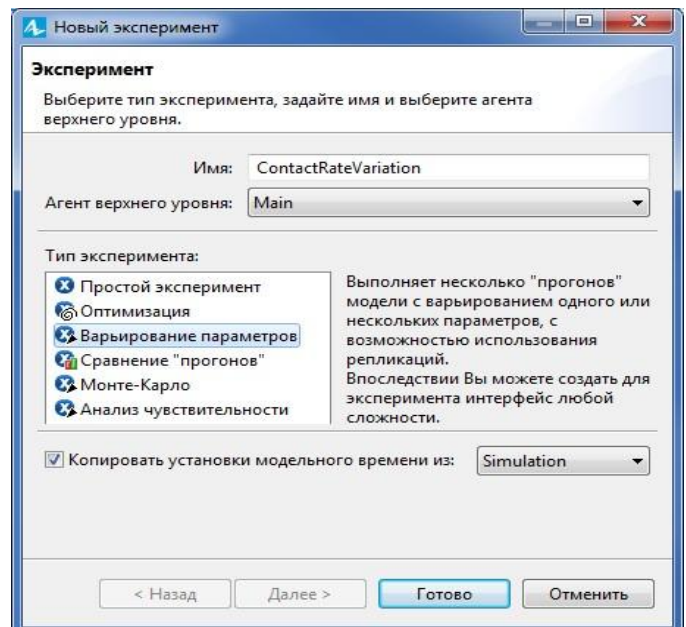 Новый эксперимент
Эксперимент
Выберите тип эксперимента, задайте имя и выберите агента
верхнего уровня.
Имя: ContactRateVariation
Агент верхнего уровня: Main
Тип эксперимента:
Простой эксперимент
Оптимизация
Варьирование параметров
Сравнение "прогонов"
Монте-Карло
Анализ чувствительности
Выполняет несколько "прогонов"
модели с варьированием одного или
нескольких параметров, с
возможностью использования
репликаций.
Впоследствии Вы можете создать для
эксперимента интерфейс любой
сложности.
Копировать установки модельного времени из: Simulation
< Назад Далее > Готово Отменить